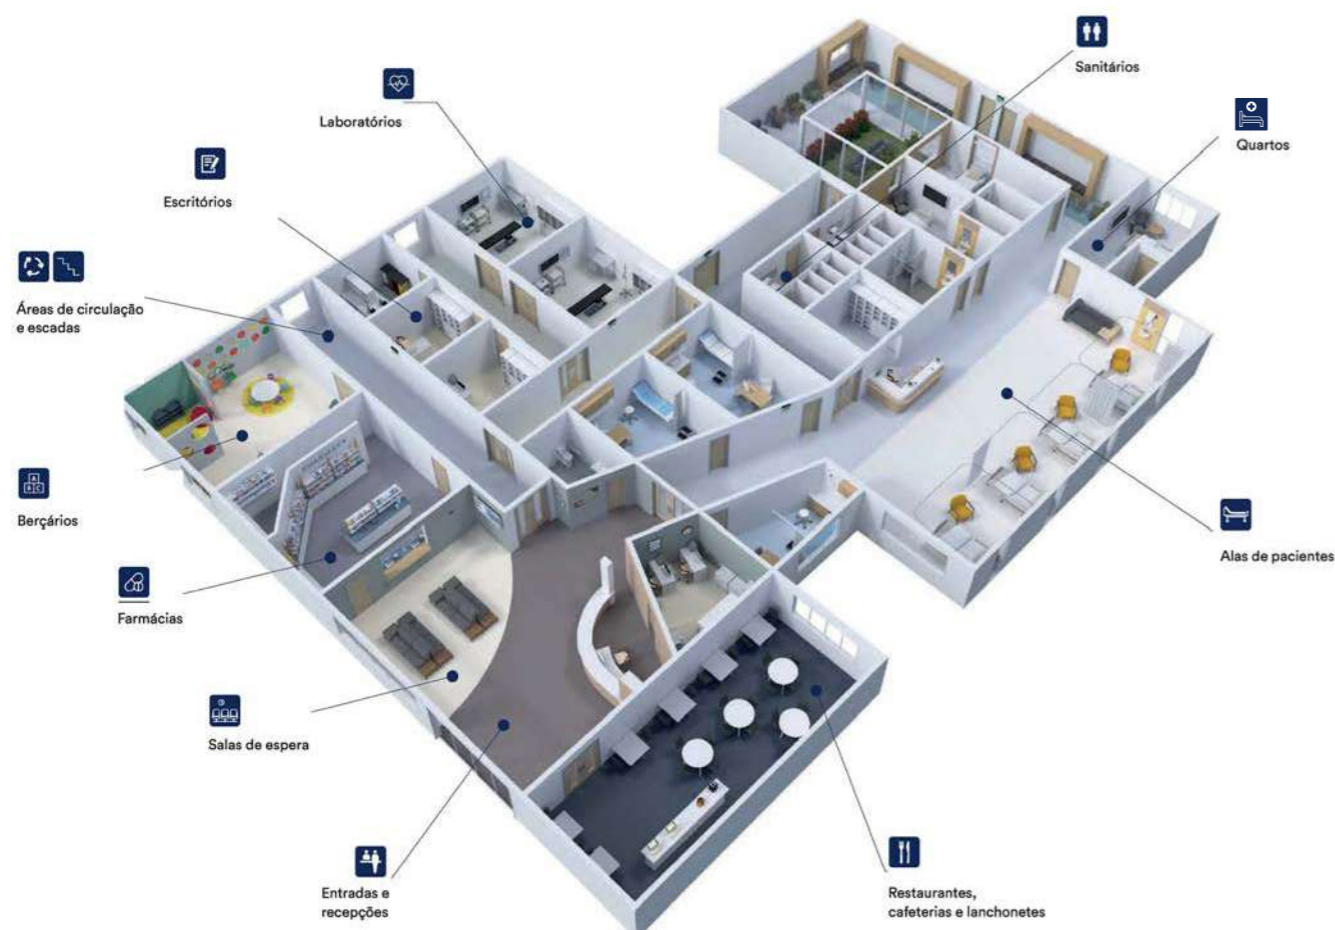 Sanitários
Laboratórios
Quartos
Escritórios
Áreas de circulação
e escadas
Berçários
A
B C
Alas de pacientes
Farmácias
Salas de espera
Entradas e
recepções
Restaurantes,
cafeterias e lanchonetes